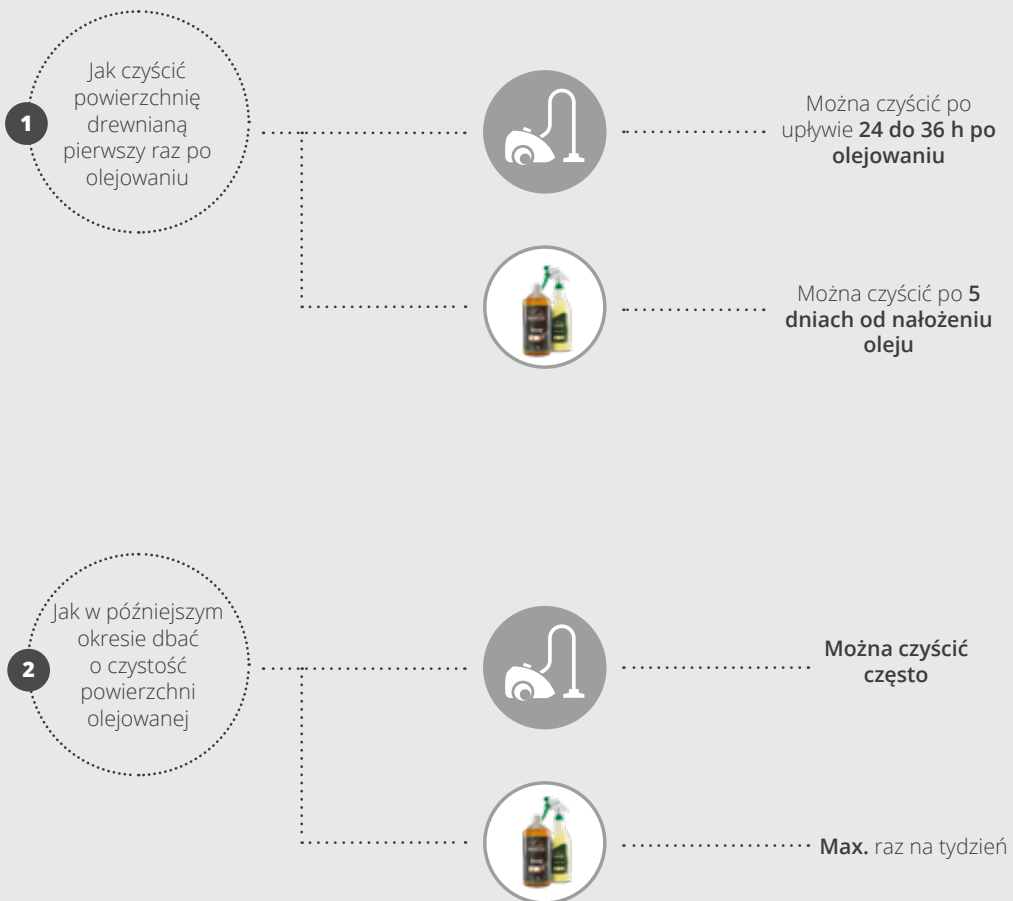 1
Jak czyścić
powierzchnię
drewnianą
pierwszy raz po
olejowaniu
Można czyścić po
upływie 24 do 36 h po
olejowaniu
Można czyścić po 5
dniach od nałożeniu
oleju
2
Jak w późniejszym
okresie dbać
o czystość
powierzchni
olejowanej
Można czyścić
często
Max. raz na tydzień